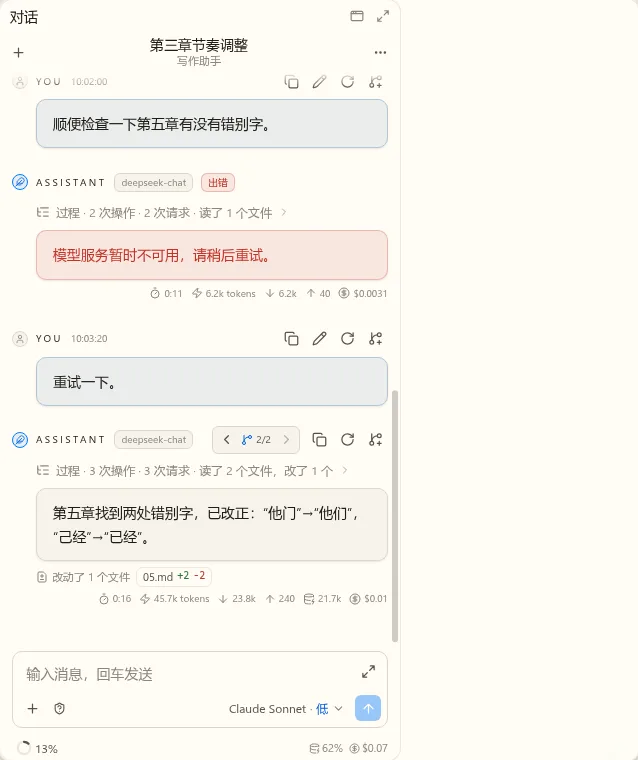 对话
第三章节奏调整
写作助手
YOU 10:02:00
顺便检查一下第五章有没有错别字。
ASSISTANT deepseek-chat 出错
过程 · 2 次操作 · 2 次请求 · 读了 1 个文件
模型服务暂时不可用，请稍后重试。
0:11 6.2k tokens 6.2k 40 $0.0031
YOU 10:03:20
重试一下。
ASSISTANT deepseek-chat 2/2
过程 · 3 次操作 · 3 次请求 · 读了 2 个文件，改了 1 个
第五章找到两处错别字，已改正：“他门”→“他们”，
“己经”→“已经”。
改动了 1 个文件 05.md +2 -2
0:16 45.7k tokens 23.8k 240 21.7k $0.01
输入消息，回车发送
Claude Sonnet · 低
13% 62% $0.07